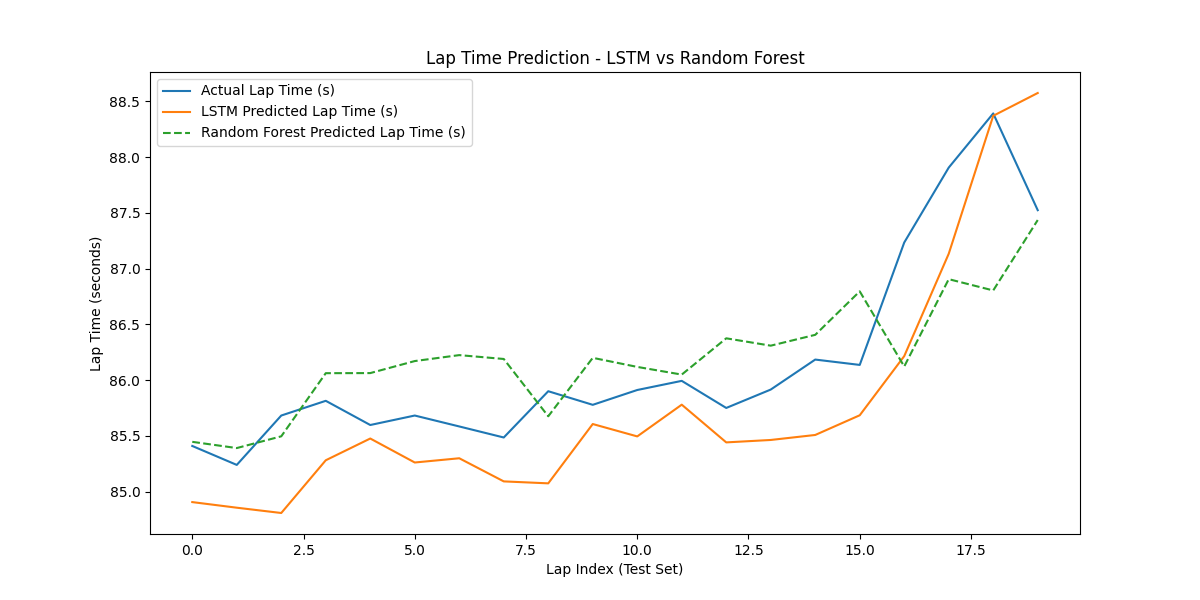 Lap Time Prediction - LSTM vs Random Forest
Actual Lap Time (s)
LSTM Predicted Lap Time (s)
Random Forest Predicted Lap Time (s)
Lap Time (seconds)
88.5
88.0
87.5
87.0
86.5
86.0
85.5
85.0
0.0 2.5 5.0 7.5 10.0 12.5 15.0 17.5
Lap Index (Test Set)